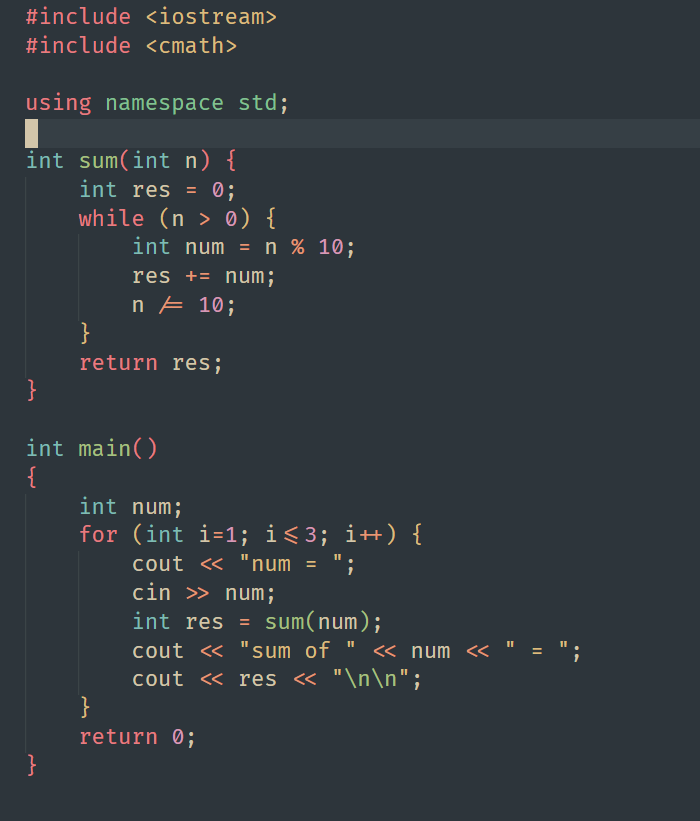 #include <iostream>
#include <cmath>

using namespace std;

int sum(int n) {
    int res = 0;
    while (n > 0) {
        int num = n % 10;
        res += num;
        n /= 10;
    }
    return res;
}

int main()
{
    int num;
    for (int i=1; i<=3; i++) {
        cout << "num = ";
        cin >> num;
        int res = sum(num);
        cout << "sum of " << num << " = ";
        cout << res << "\n\n";
    }
    return 0;
}